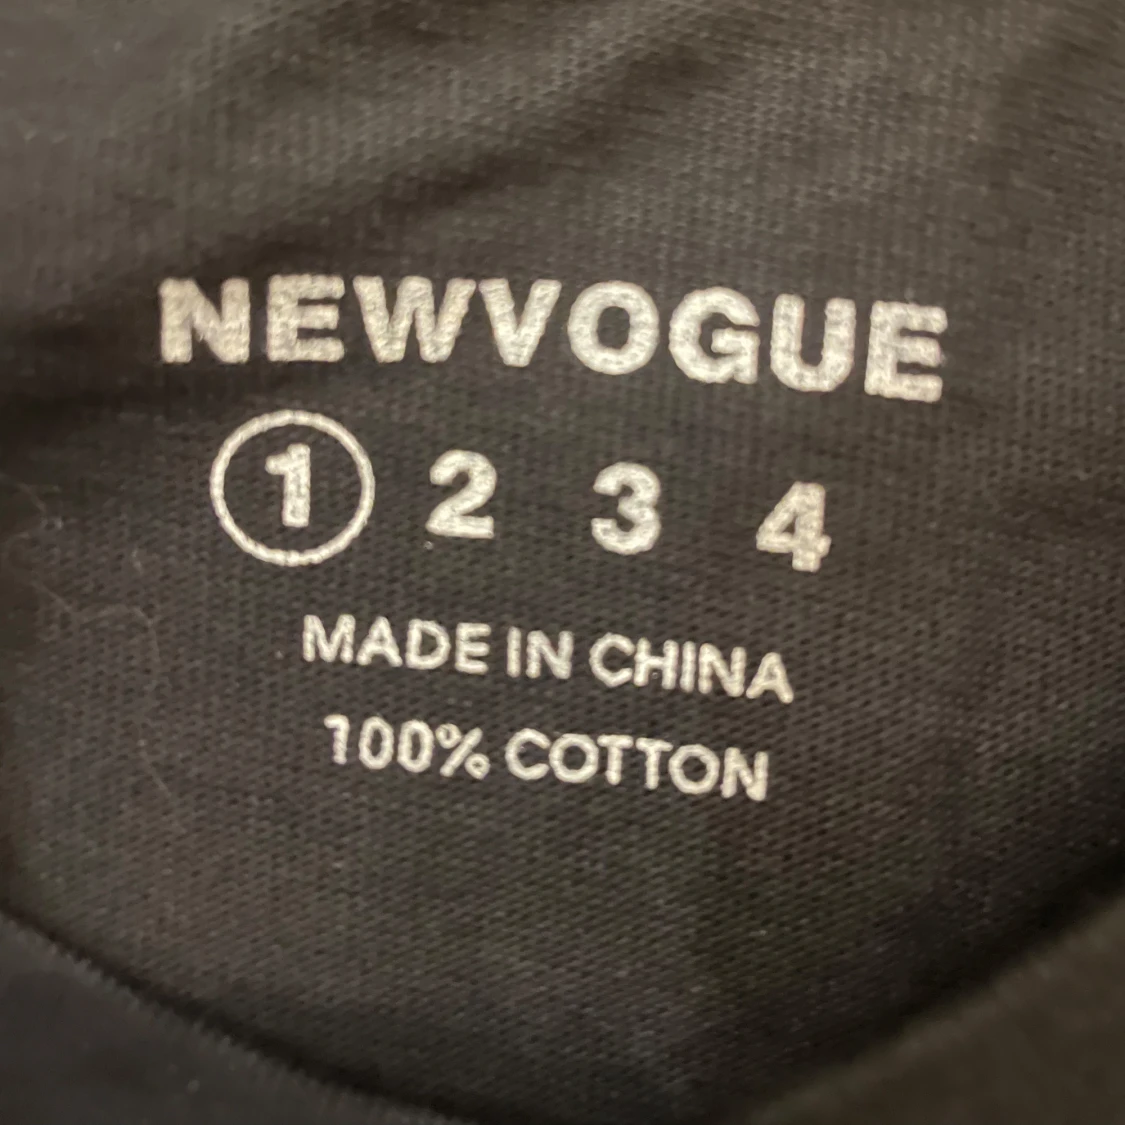 NEWVOGUE
1 2 3 4
MADE IN CHINA
100% COTTON